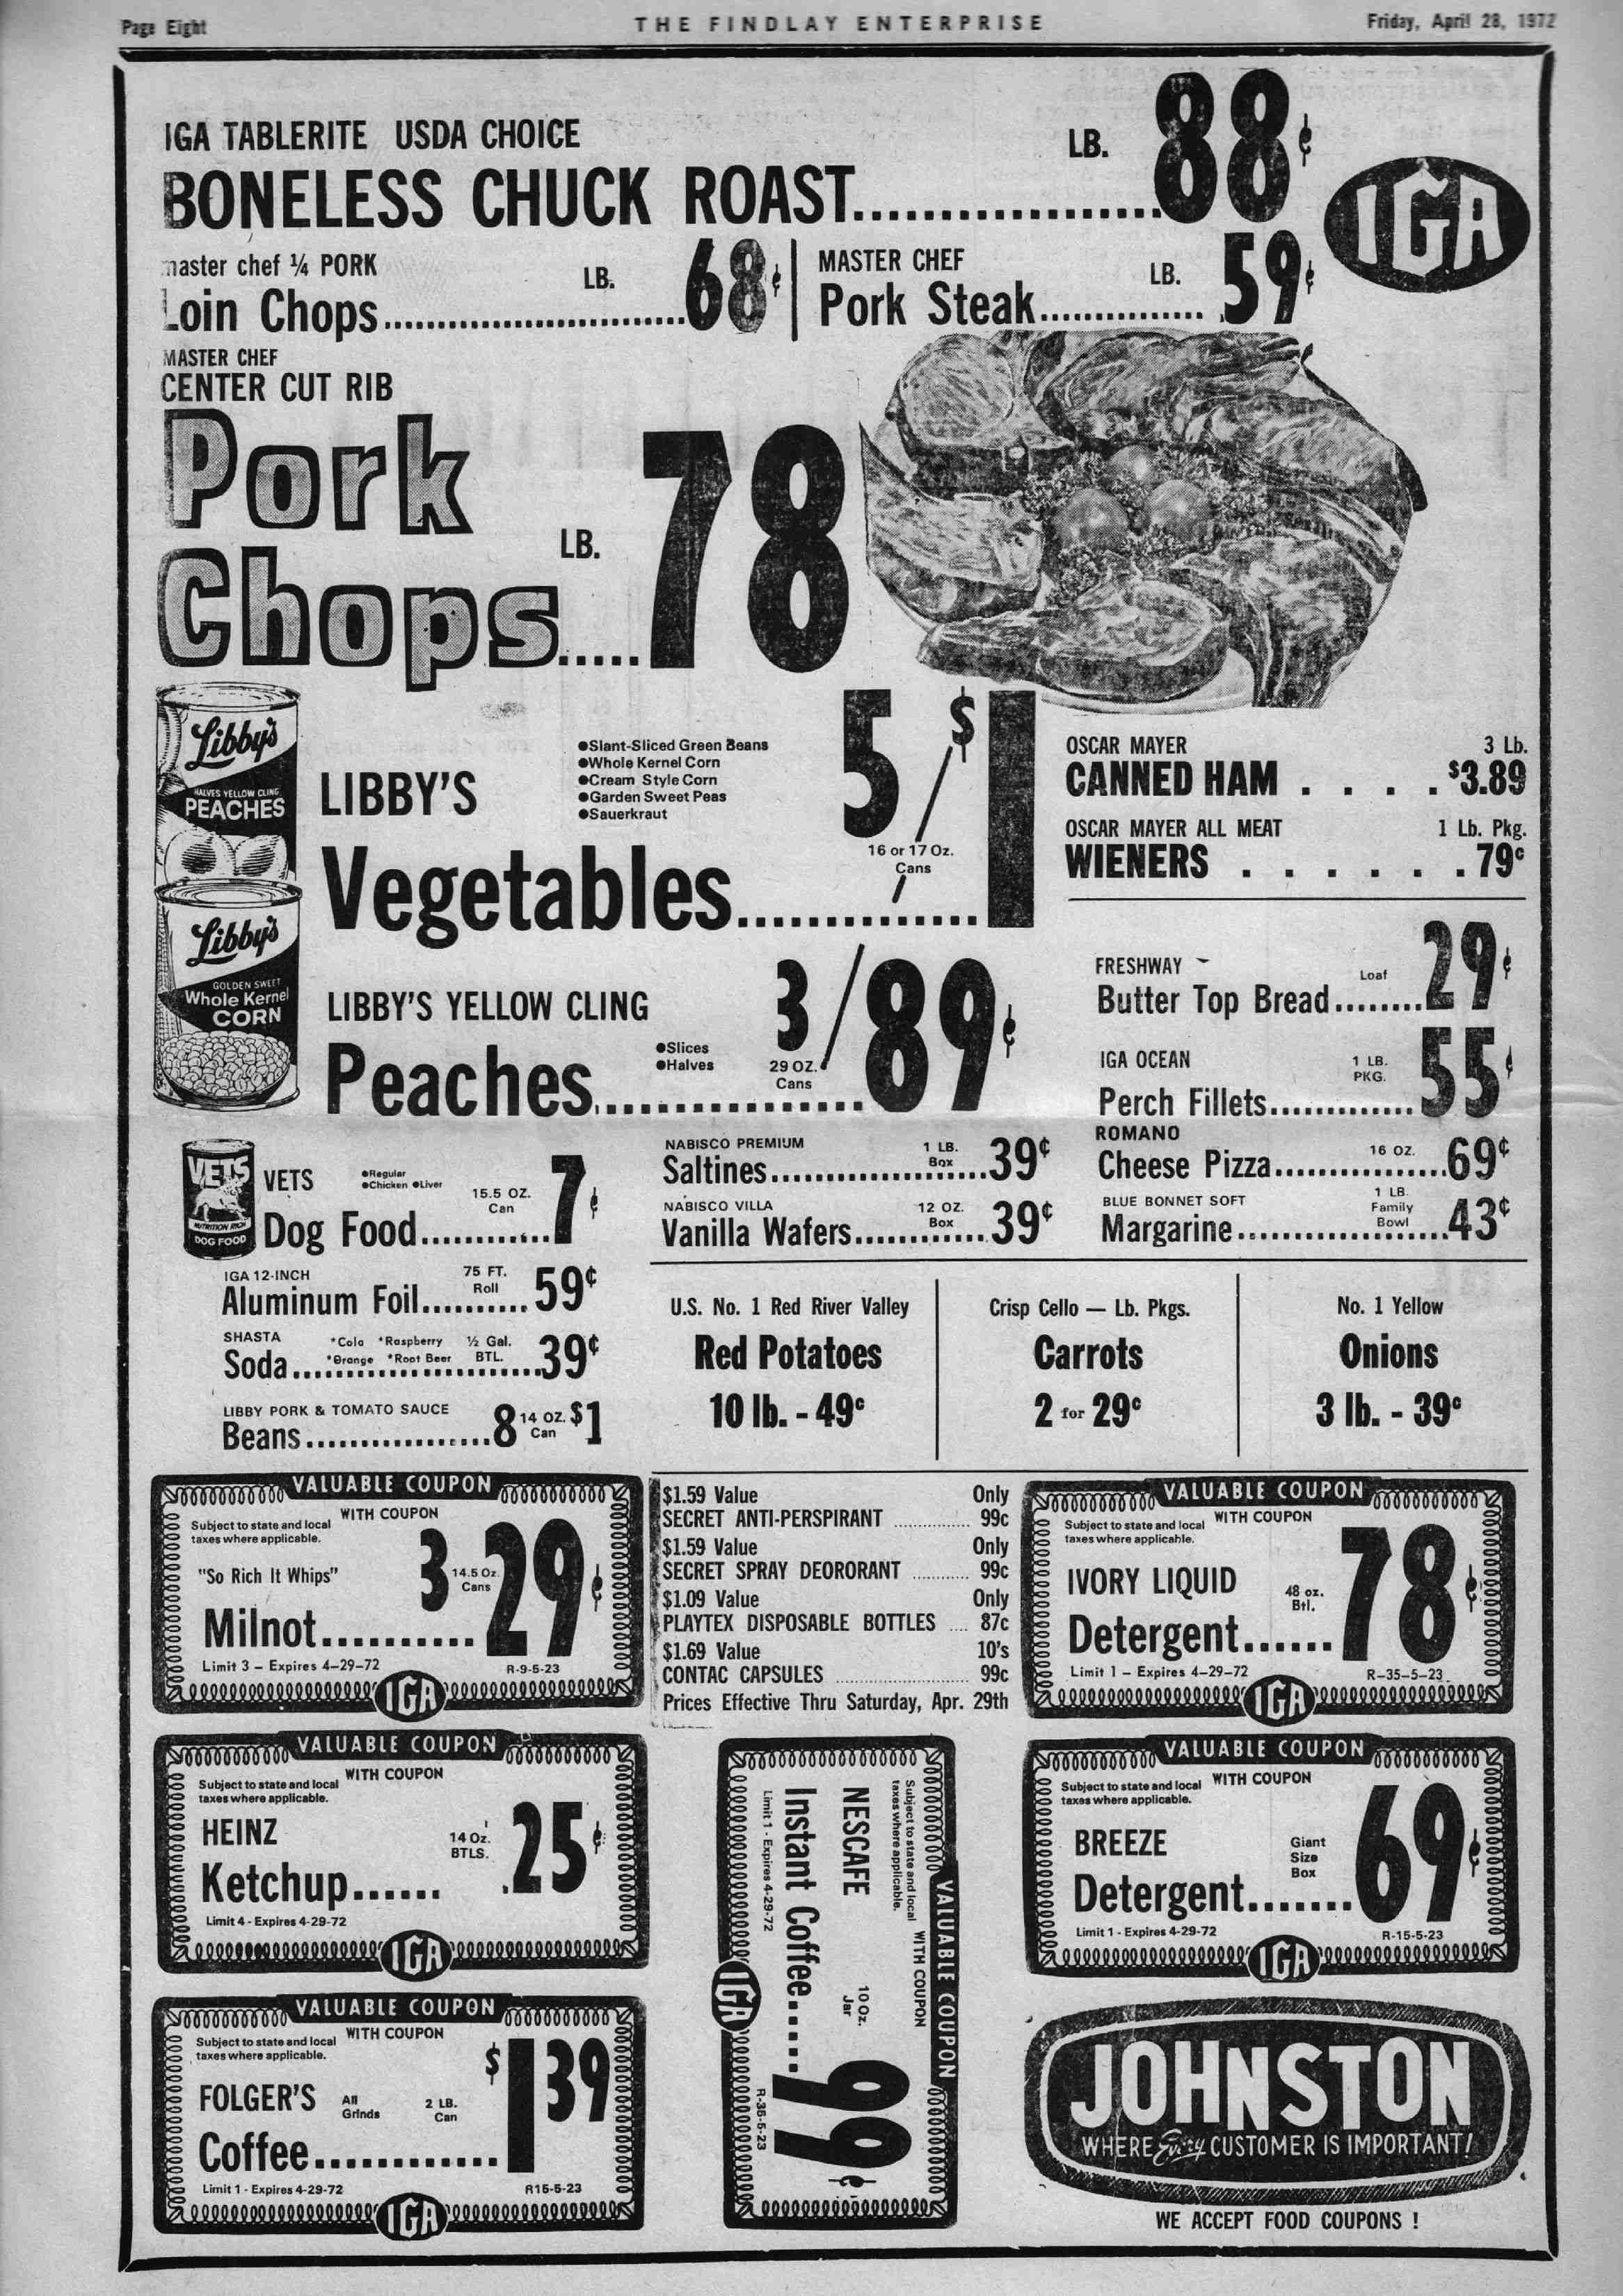 Page Eight
THE FINDLAY ENTERPRISE
Friday, April 28, 1972
IGA TABLERITE USDA CHOICE
BONELESS CHUCK ROAST.................. LB. 88¢
IGA
master chef ¼ PORK
Loin Chops............................. LB. 68¢
MASTER CHEF
Pork Steak................ LB. 59¢
MASTER CHEF
CENTER CUT RIB
Pork
Chops..... LB. 78
Libby's
HALVES YELLOW CLING
PEACHES
Libby's
GOLDEN SWEET
Whole Kernel
CORN
LIBBY'S
●Slant-Sliced Green Beans
●Whole Kernel Corn
●Cream Style Corn
●Garden Sweet Peas
●Sauerkraut
Vegetables..............
5/$1
16 or 17 Oz.
Cans
LIBBY'S YELLOW CLING
Peaches.................
●Slices
●Halves
29 OZ.
Cans
3/89¢
OSCAR MAYER 3 Lb.
CANNED HAM . . . . . $3.89
OSCAR MAYER ALL MEAT 1 Lb. Pkg.
WIENERS . . . . . . . 79c
FRESHWAY
Butter Top Bread........ Loaf 29¢
IGA OCEAN
Perch Fillets............. 1 LB. PKG. 55¢
ROMANO
Cheese Pizza................ 16 OZ. 69¢
BLUE BONNET SOFT
Margarine.................... 1 LB. Family Bowl 43¢
VETS
NUTRITION RICH
DOG FOOD
VETS
●Regular
●Chicken ●Liver
Dog Food............ 15.5 OZ. Can 7¢
NABISCO PREMIUM
Saltines.................... 1 LB. Box 39¢
NABISCO VILLA
Vanilla Wafers............ 12 OZ. Box 39¢
IGA 12-INCH
Aluminum Foil.......... 75 FT. Roll 59¢
SHASTA
Soda....................... 39¢
*Cola *Raspberry ½ Gal.
*Orange *Root Beer BTL.
LIBBY PORK & TOMATO SAUCE
Beans................. 8 14 OZ. Can $1
U.S. No. 1 Red River Valley
Red Potatoes
10 lb. - 49c
Crisp Cello — Lb. Pkgs.
Carrots
2 for 29c
No. 1 Yellow
Onions
3 lb. - 39c
VALUABLE COUPON
WITH COUPON
Subject to state and local
taxes where applicable.
"So Rich It Whips"
Milnot........... 3 14.5 Oz. Cans 29¢
Limit 3 — Expires 4-29-72
R-9-5-23
IGA
$1.59 Value Only
SECRET ANTI-PERSPIRANT ............... 99c
$1.59 Value Only
SECRET SPRAY DEORORANT ............ 99c
$1.09 Value Only
PLAYTEX DISPOSABLE BOTTLES .... 87c
$1.69 Value 10's
CONTAC CAPSULES ........................... 99c
Prices Effective Thru Saturday, Apr. 29th
VALUABLE COUPON
WITH COUPON
Subject to state and local
taxes where applicable.
IVORY LIQUID
Detergent...... 48 oz. Btl. 78¢
Limit 1 — Expires 4-29-72
R-35-5-23
IGA
VALUABLE COUPON
WITH COUPON
Subject to state and local
taxes where applicable.
HEINZ
Ketchup...... 14 Oz. BTLS. .25¢
Limit 4 - Expires 4-29-72
IGA
VALUABLE COUPON
WITH COUPON
Subject to state and local
taxes where applicable.
NESCAFE
Instant Coffee..... 10 Oz. Jar 99¢
Limit 1 - Expires 4-29-72
R-35-5-23
IGA
VALUABLE COUPON
WITH COUPON
Subject to state and local
taxes where applicable.
BREEZE
Detergent....... Giant Size Box 69¢
Limit 1 - Expires 4-29-72
R-15-5-23
IGA
VALUABLE COUPON
WITH COUPON
Subject to state and local
taxes where applicable.
FOLGER'S All Grinds
Coffee............. 2 LB. Can $1 39
Limit 1 - Expires 4-29-72
R15-5-23
IGA
JOHNSTON
WHERE Every CUSTOMER IS IMPORTANT!
WE ACCEPT FOOD COUPONS !